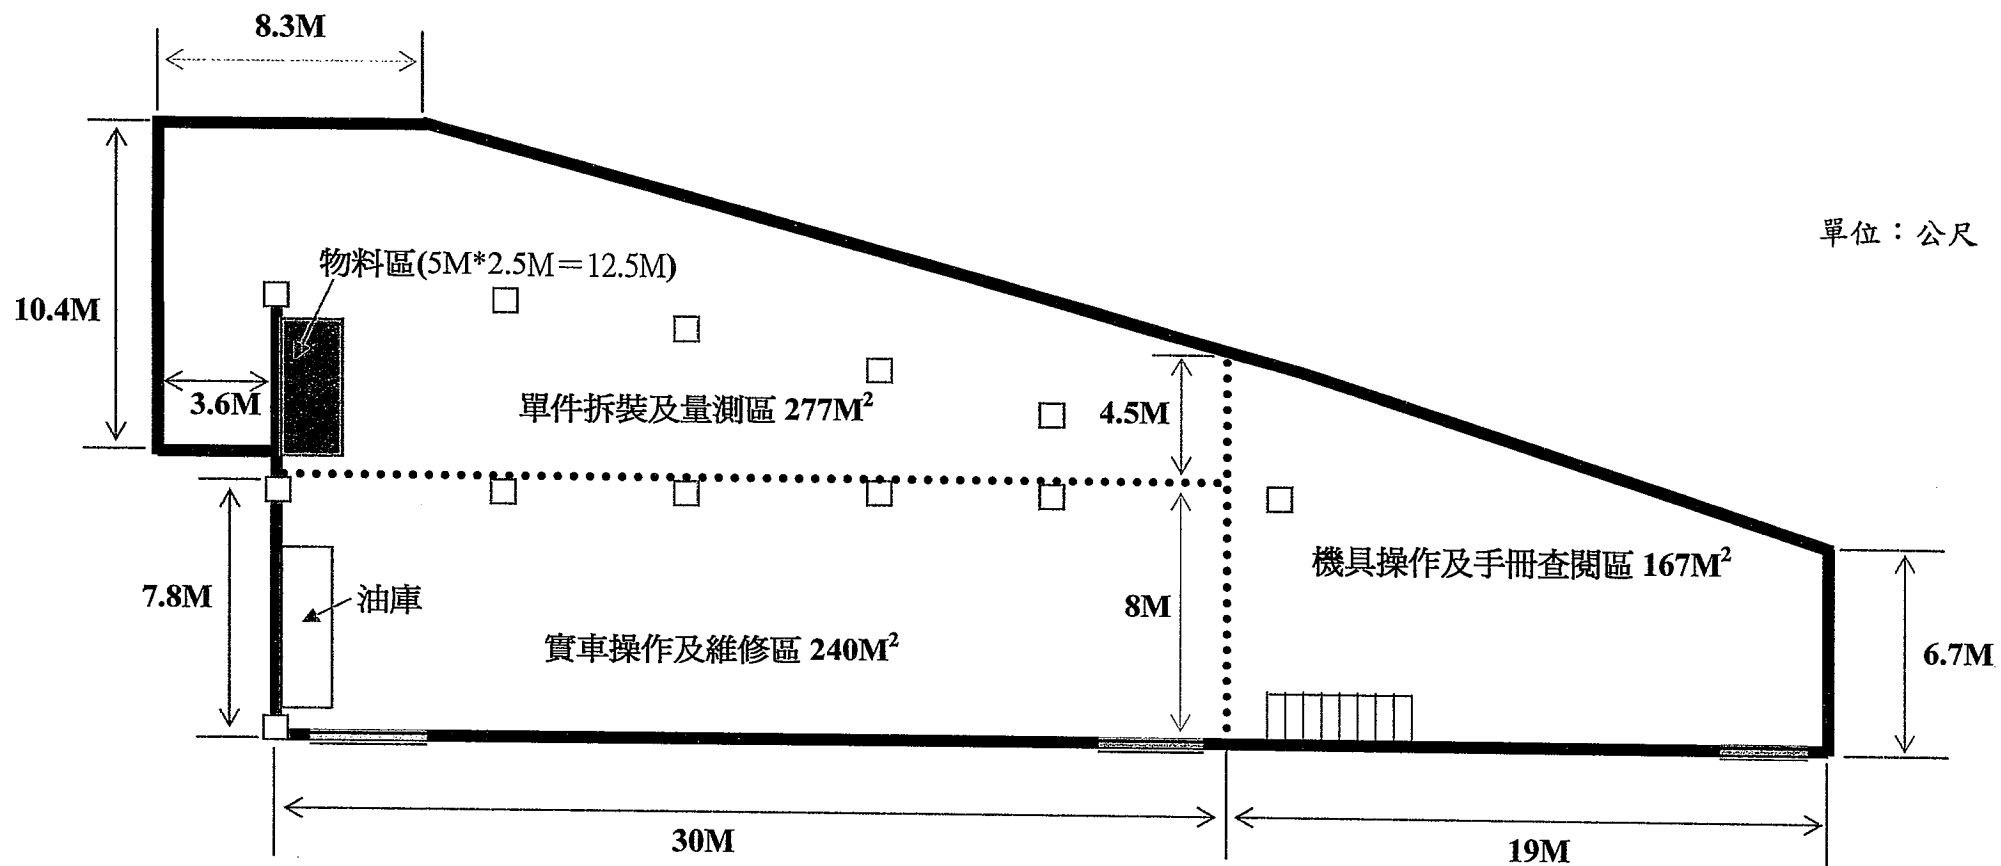 8.3M
單位：公尺
物料區(5M*2.5M＝12.5M)
10.4M
3.6M
單件拆裝及量測區 277M²
4.5M
機具操作及手冊查閱區 167M²
7.8M
油庫
8M
實車操作及維修區 240M²
6.7M
30M
19M